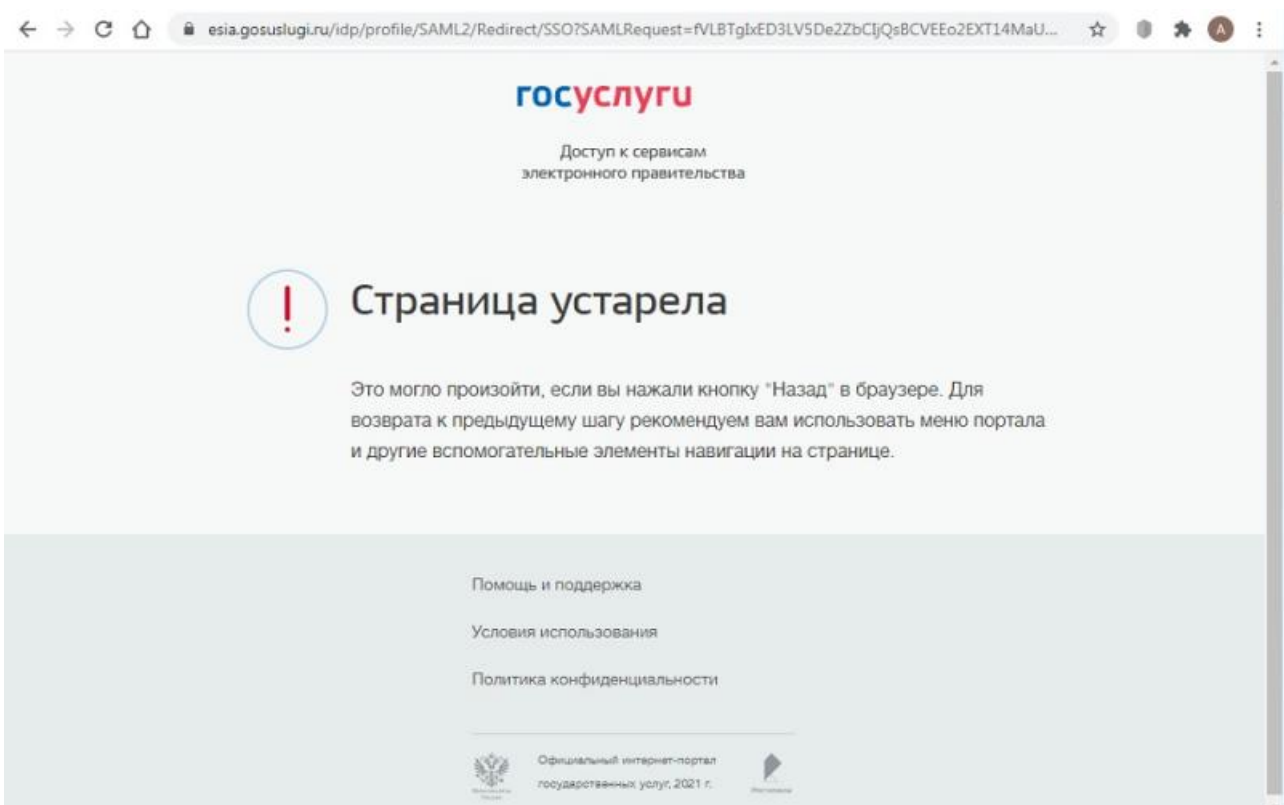 esia.gosuslugi.ru/idp/profile/SAML2/Redirect/SSO?SAMLRequest=fVLBTgIxED3LV5De2ZbCIjQsBCVEEo2EXT14MaU...
А
госуслуги
Доступ к сервисам
электронного правительства
!
Страница устарела
Это могло произойти, если вы нажали кнопку "Назад" в браузере. Для
возврата к предыдущему шагу рекомендуем вам использовать меню портала
и другие вспомогательные элементы навигации на странице.
Помощь и поддержка
Условия использования
Политика конфиденциальности
Официальный интернет-портал
государственных услуг, 2021 г.